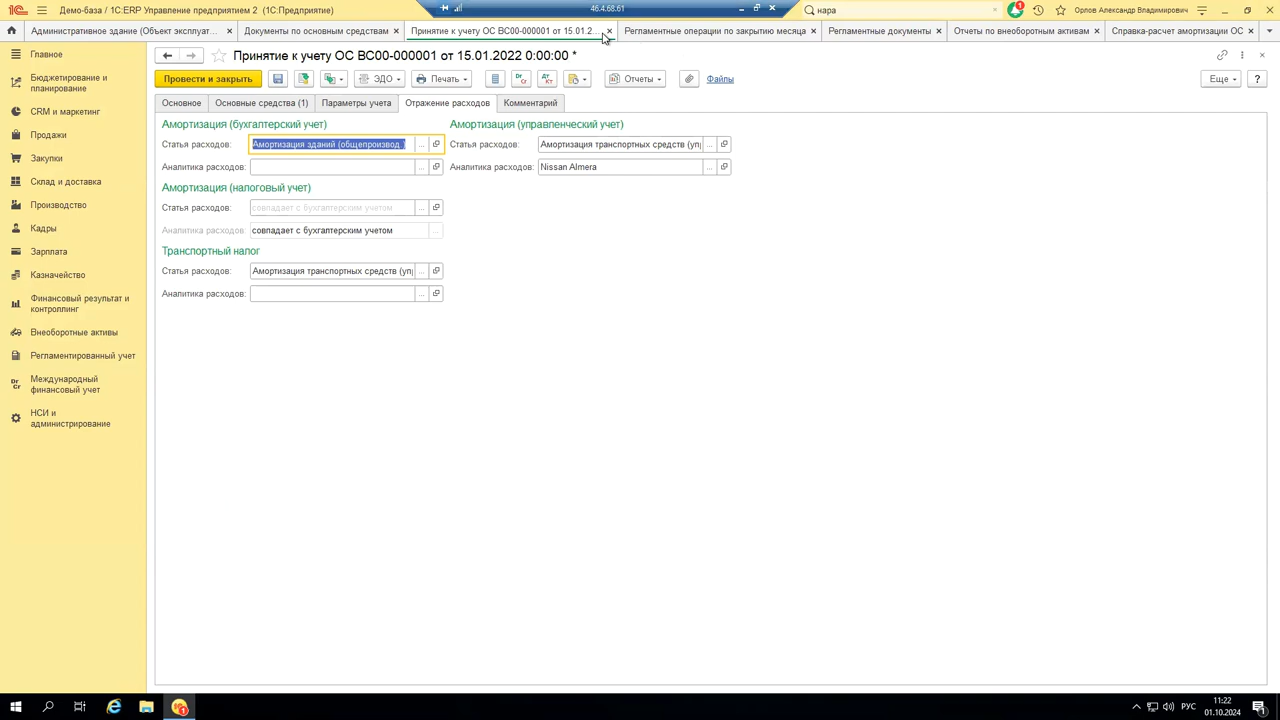 Демо-база / 1С:ERP Управление предприятием 2 (1С:Предприятие)
46.4.68.61
нара
1
Орлов Александр Владимирович
Административное здание (Объект эксплуат...
Документы по основным средствам
Принятие к учету ОС ВС00-000001 от 15.01.2...
Регламентные операции по закрытию месяца
Регламентные документы
Отчеты по внеоборотным активам
Справка-расчет амортизации ОС
Главное
Бюджетирование и
планирование
CRM и маркетинг
Продажи
Закупки
Склад и доставка
Производство
Кадры
Зарплата
Казначейство
Финансовый результат и
контроллинг
Внеоборотные активы
Регламентированный учет
Международный
финансовый учет
НСИ и
администрирование
Принятие к учету ОС ВС00-000001 от 15.01.2022 0:00:00 *
Провести и закрыть
ЭДО
Печать
Отчеты
Файлы
Еще
?
Основное
Основные средства (1)
Параметры учета
Отражение расходов
Комментарий
Амортизация (бухгалтерский учет)
Статья расходов: Амортизация зданий (общепроизвод.) ...
Аналитика расходов: ...
Амортизация (налоговый учет)
Статья расходов: совпадает с бухгалтерским учетом ...
Аналитика расходов: совпадает с бухгалтерским учетом ...
Транспортный налог
Статья расходов: Амортизация транспортных средств (упр ...
Аналитика расходов: ...
Амортизация (управленческий учет)
Статья расходов: Амортизация транспортных средств (упр ...
Аналитика расходов: Nissan Almera ...
РУС
11:22
01.10.2024
1